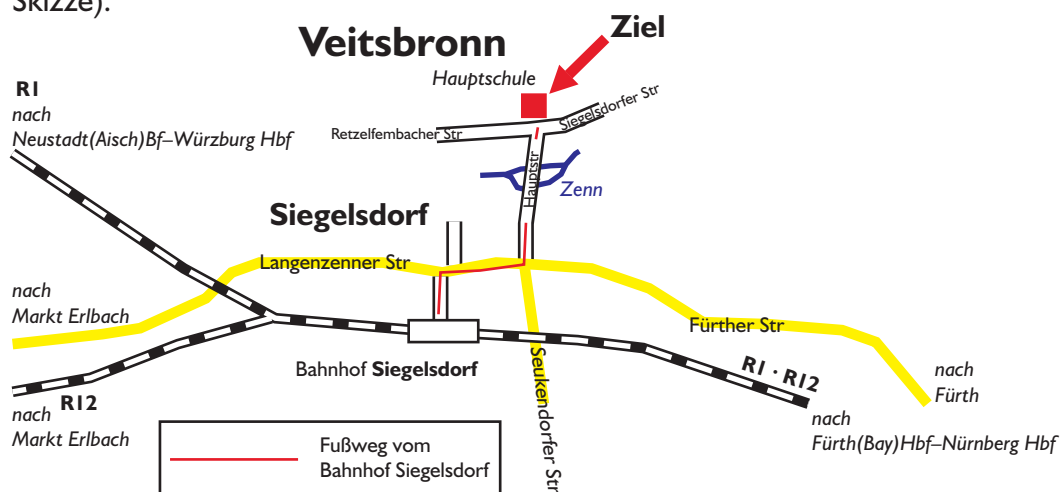 Skizze).
Veitsbronn
Ziel
Hauptschule
R1
nach
Neustadt(Aisch)Bf–Würzburg Hbf
Retzelfembacher Str
Siegelsdorfer Str
Hauptstr
Zenn
Siegelsdorf
Langenzenner Str
nach
Markt Erlbach
Fürther Str
Bahnhof Siegelsdorf
Seukendorfer Str
R1 · R12
nach
Fürth
R12
nach
Markt Erlbach
nach
Fürth(Bay)Hbf–Nürnberg Hbf
Fußweg vom
Bahnhof Siegelsdorf